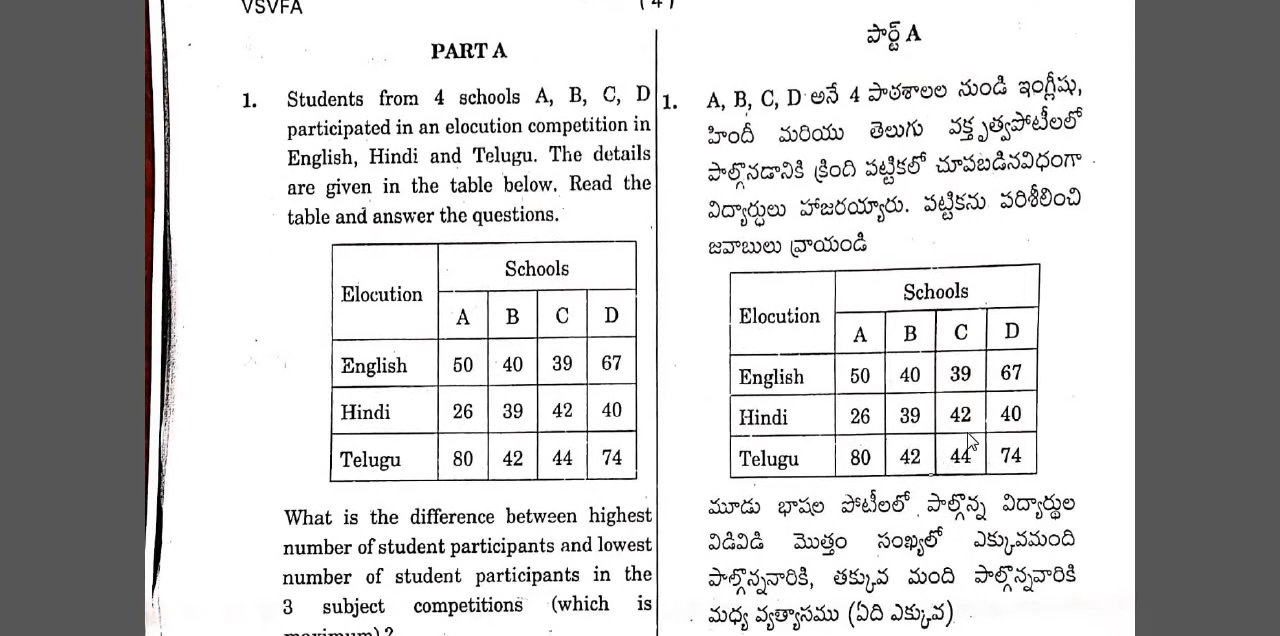 VSVFA
( 4 )
PART A
1. Students from 4 schools A, B, C, D
participated in an elocution competition in
English, Hindi and Telugu. The details
are given in the table below. Read the
table and answer the questions.
Elocution Schools
A B C D
English 50 40 39 67
Hindi 26 39 42 40
Telugu 80 42 44 74
What is the difference between highest
number of student participants and lowest
number of student participants in the
3 subject competitions (which is
maximum) ?
పార్ట్ A
1. A, B, C, D అనే 4 పాఠశాలల నుండి ఇంగ్లీషు,
హిందీ మరియు తెలుగు వక్తృత్వపోటీలలో
పాల్గొనడానికి క్రింది పట్టికలో చూపబడినవిధంగా
విద్యార్థులు హాజరయ్యారు. పట్టికను పరిశీలించి
జవాబులు వ్రాయండి
Elocution Schools
A B C D
English 50 40 39 67
Hindi 26 39 42 40
Telugu 80 42 44 74
మూడు భాషల పోటీలలో పాల్గొన్న విద్యార్థుల
విడివిడి మొత్తం సంఖ్యలో ఎక్కువమంది
పాల్గొన్ననారికి, తక్కువ మంది పాల్గొన్నవారికి
మధ్య వ్యత్యాసము (ఏది ఎక్కువ)